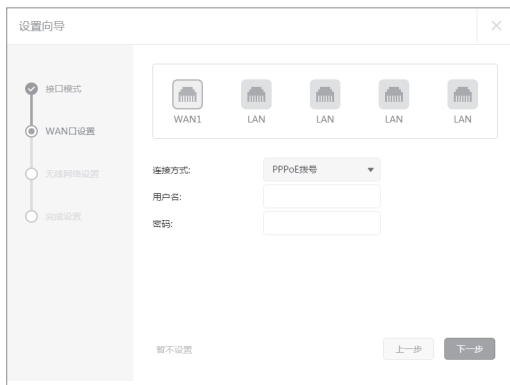 设置向导
接口模式
WAN口设置
无线网络设置
完成设置
WAN1 LAN LAN LAN LAN
连接方式: PPPoE拨号
用户名:
密码:
暂不设置 上一步 下一步